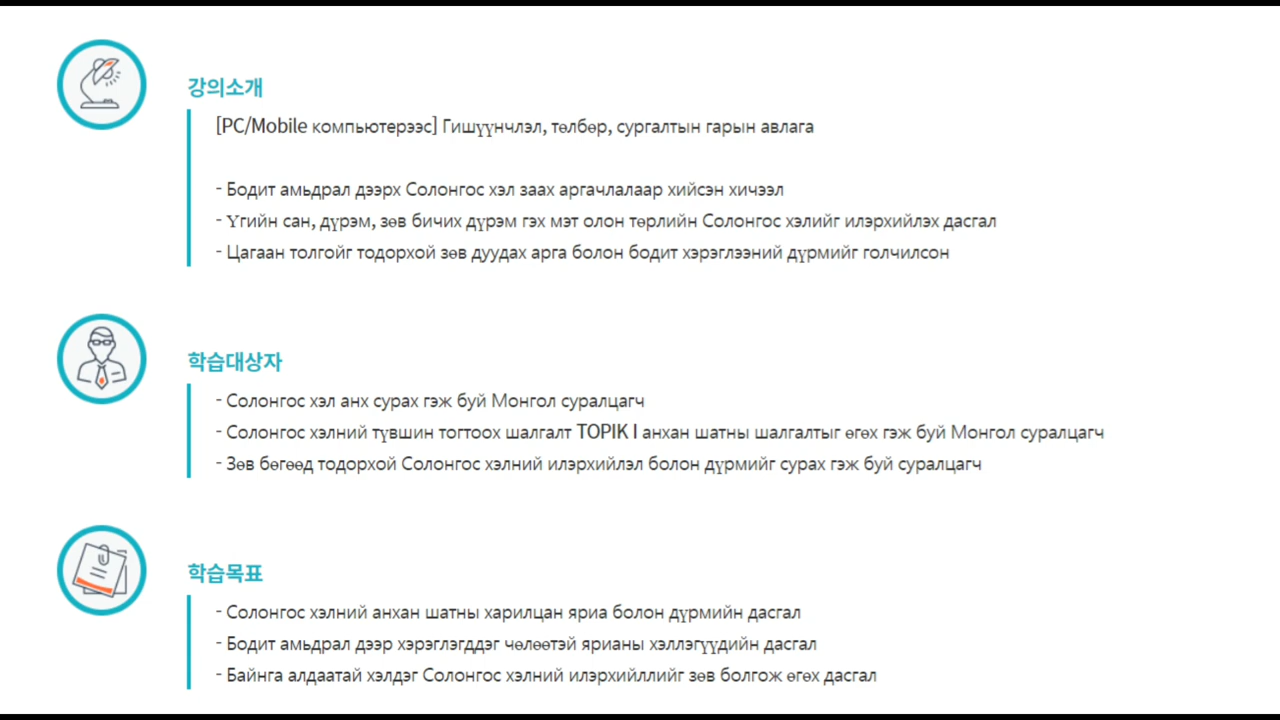 강의소개
[PC/Mobile компьютерээс] Гишүүнчлэл, төлбөр, сургалтын гарын авлага
- Бодит амьдрал дээрх Солонгос хэл заах аргачлалаар хийсэн хичээл
- Үгийн сан, дүрэм, зөв бичих дүрэм гэх мэт олон төрлийн Солонгос хэлийг илэрхийлэх дасгал
- Цагаан толгойг тодорхой зөв дуудах арга болон бодит хэрэглээний дүрмийг голчилсон
학습대상자
- Солонгос хэл анх сурах гэж буй Монгол суралцагч
- Солонгос хэлний түвшин тогтоох шалгалт TOPIK I анхан шатны шалгалтыг өгөх гэж буй Монгол суралцагч
- Зөв бөгөөд тодорхой Солонгос хэлний илэрхийлэл болон дүрмийг сурах гэж буй суралцагч
학습목표
- Солонгос хэлний анхан шатны харилцан яриа болон дүрмийн дасгал
- Бодит амьдрал дээр хэрэглэгддэг чөлөөтэй ярианы хэллэгүүдийн дасгал
- Байнга алдаатай хэлдэг Солонгос хэлний илэрхийллийг зөв болгож өгөх дасгал